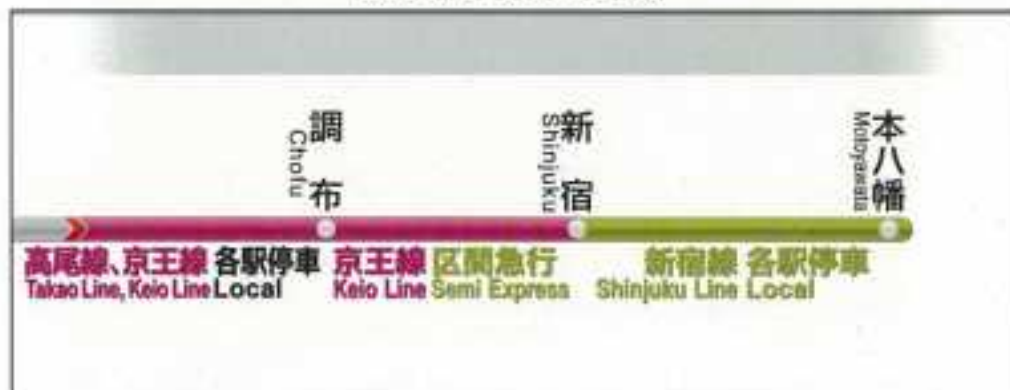 調布
Chofu
新宿
Shinjuku
本八幡
Motoyawata
高尾線、京王線 各駅停車 京王線 区間急行 新宿線 各駅停車
Takao Line, Keio Line Local Keio Line Semi Express Shinjuku Line Local